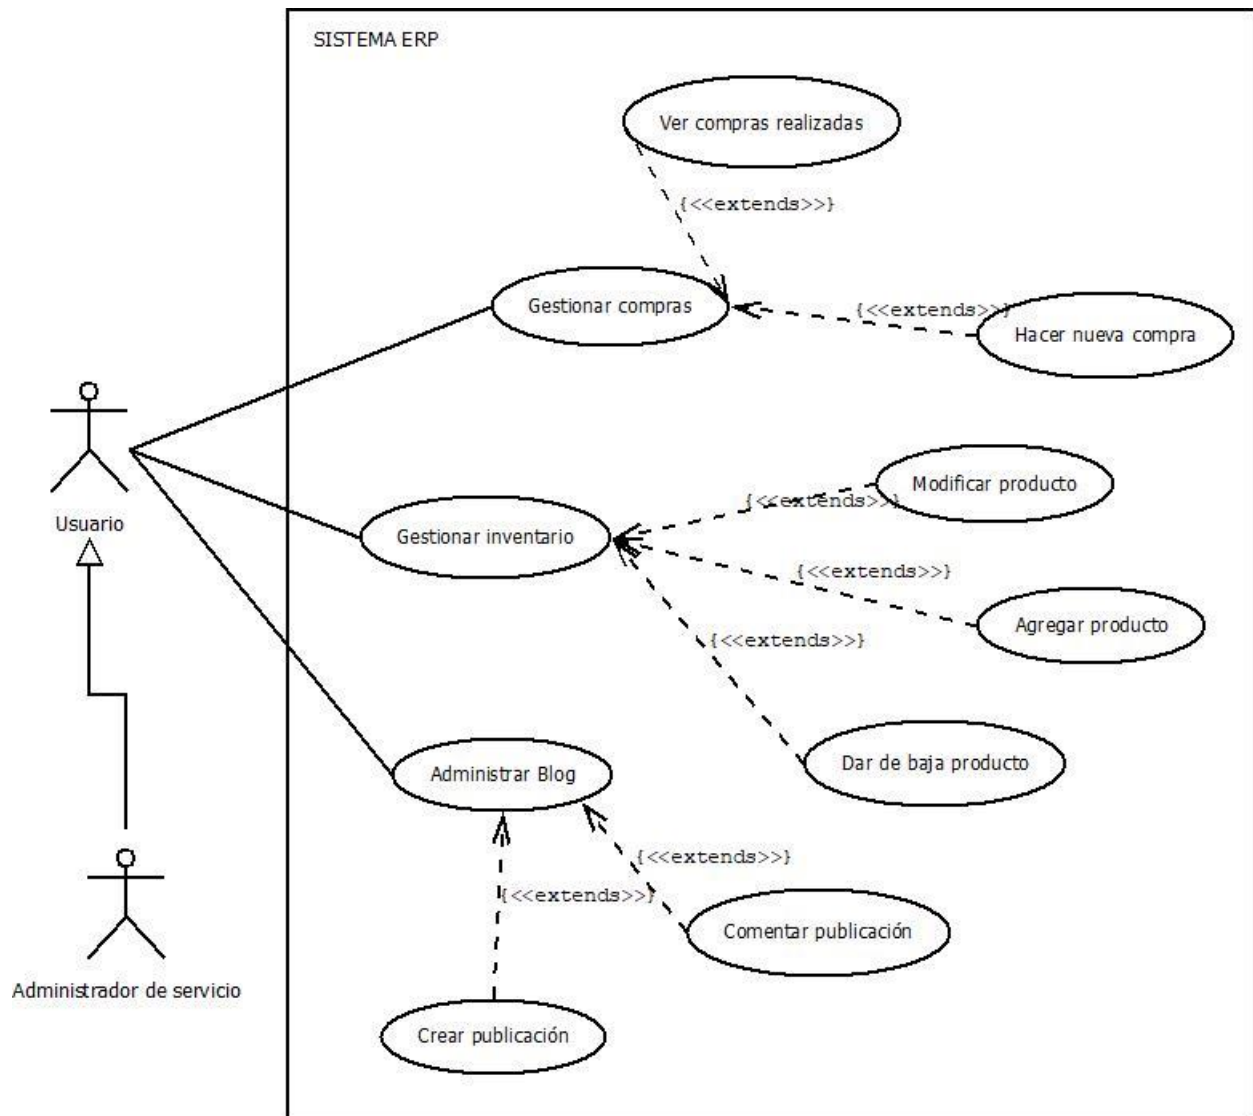 SISTEMA ERP
Ver compras realizadas
{<<extends>>}
Gestionar compras
{<<extends>>}
Hacer nueva compra
Modificar producto
{<<extends>>}
Usuario
Gestionar inventario
{<<extends>>}
Agregar producto
{<<extends>>}
Dar de baja producto
Administrar Blog
{<<extends>>}
{<<extends>>}
Comentar publicación
Administrador de servicio
Crear publicación